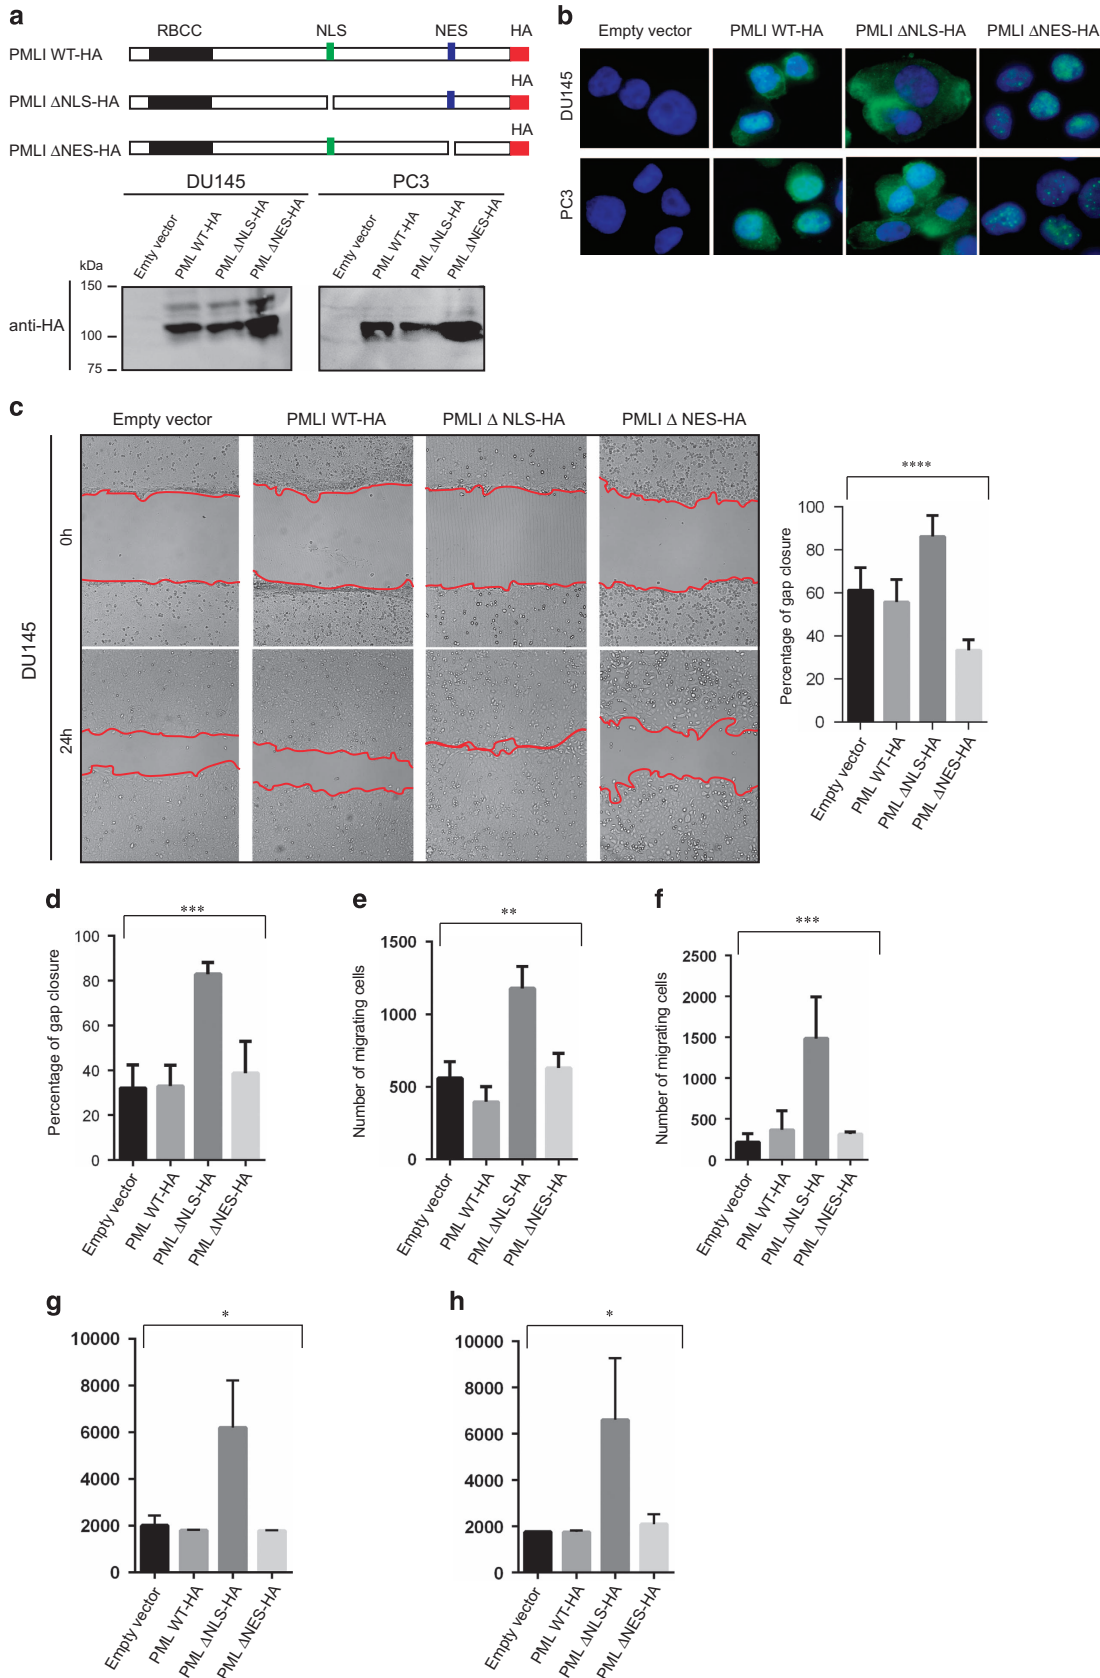 a
RBCC NLS NES HA
PMLI WT-HA
HA
PMLI ΔNLS-HA
HA
PMLI ΔNES-HA
DU145 PC3
Emty vector PML WT-HA PML ΔNLS-HA PML ΔNES-HA Empty vector PML WT-HA PML ΔNLS-HA PML ΔNES-HA
kDa
150
anti-HA
100
75
b
Empty vector PMLI WT-HA PMLI ΔNLS-HA PMLI ΔNES-HA
DU145
PC3
c
Empty vector PMLI WT-HA PMLI Δ NLS-HA PMLI Δ NES-HA
DU145
0h
24h
****
Percentage of gap closure
100
80
60
40
20
0
Empty vector PML WT-HA PML ΔNLS-HA PML ΔNES-HA
d
***
Percentage of gap closure
100
80
60
40
20
0
Empty vector PML WT-HA PML ΔNLS-HA PML ΔNES-HA
e
**
Number of migrating cells
1500
1000
500
0
Empty vector PML WT-HA PML ΔNLS-HA PML ΔNES-HA
f
***
Number of migrating cells
2500
2000
1500
1000
500
0
Empty vector PML WT-HA PML ΔNLS-HA PML ΔNES-HA
g
*
10000
8000
6000
4000
2000
0
Empty vector PML WT-HA PML ΔNLS-HA PML ΔNES-HA
h
*
10000
8000
6000
4000
2000
0
Empty vector PML WT-HA PML ΔNLS-HA PML ΔNES-HA